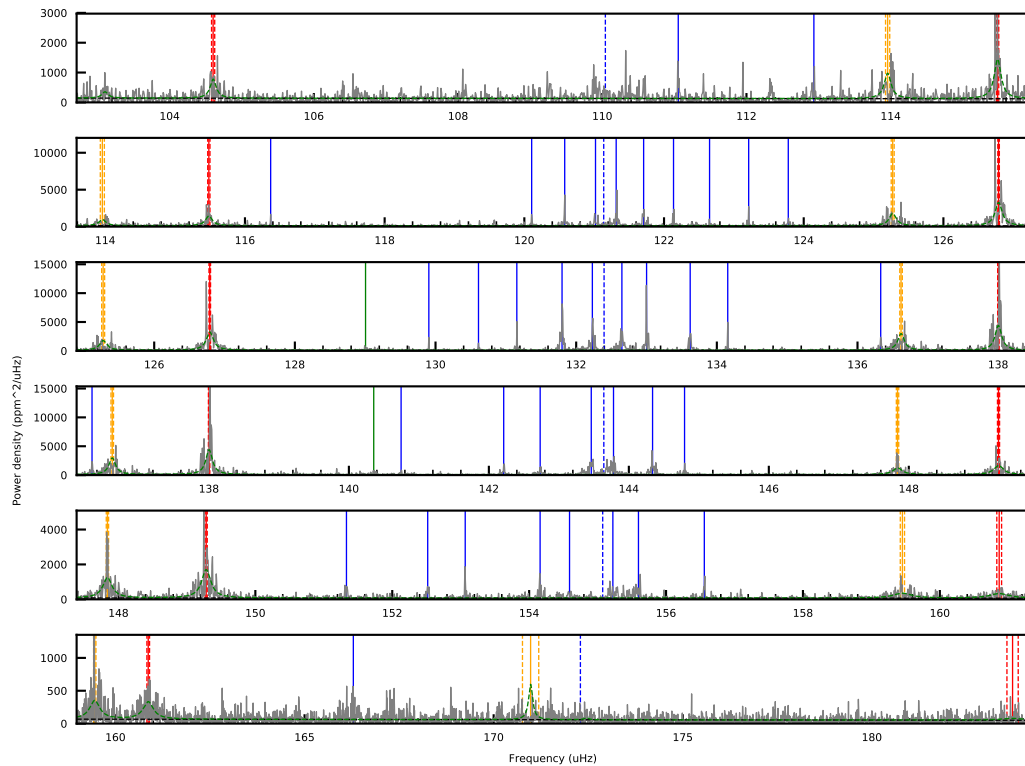 3000
2000
1000
0
104 106 108 110 112 114
10000
5000
0
114 116 118 120 122 124 126
15000
10000
5000
0
126 128 130 132 134 136 138
15000
10000
5000
0
138 140 142 144 146 148
Power density (ppm^2/uHz)
4000
2000
0
148 150 152 154 156 158 160
1000
500
0
160 165 170 175 180
Frequency (uHz)